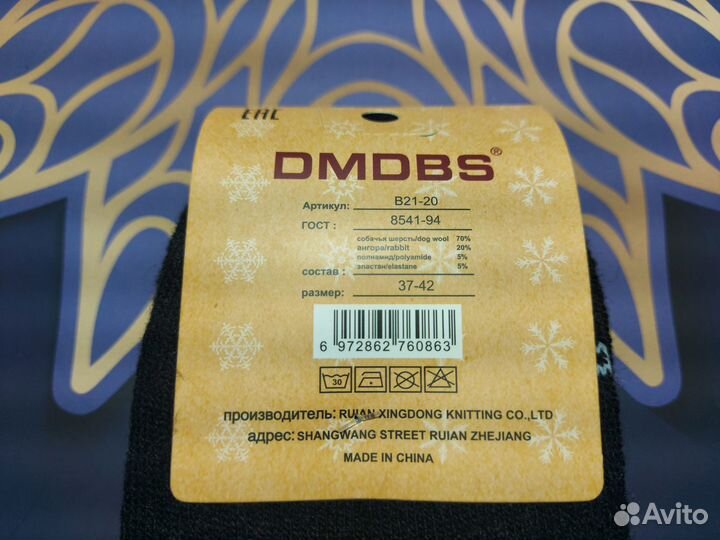 EAC
DMDBS®
Артикул: B21-20
ГОСТ : 8541-94
собачья шерсть/dog wool 70%
ангора/rabbit 20%
полиамид/polyamide 5%
состав : эластан/elastane 5%
размер: 37-42
6 972862 760863
30
производитель: RUIAN XINGDONG KNITTING CO.,LTD
адрес: SHANGWANG STREET RUIAN ZHEJIANG
MADE IN CHINA
Avito